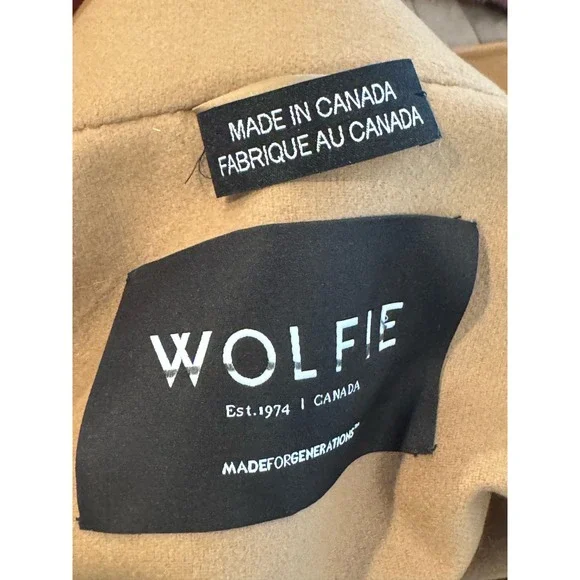 MADE IN CANADA
FABRIQUE AU CANADA
WOLFIE
Est.1974 | CANADA
MADEFORGENERATIONS™